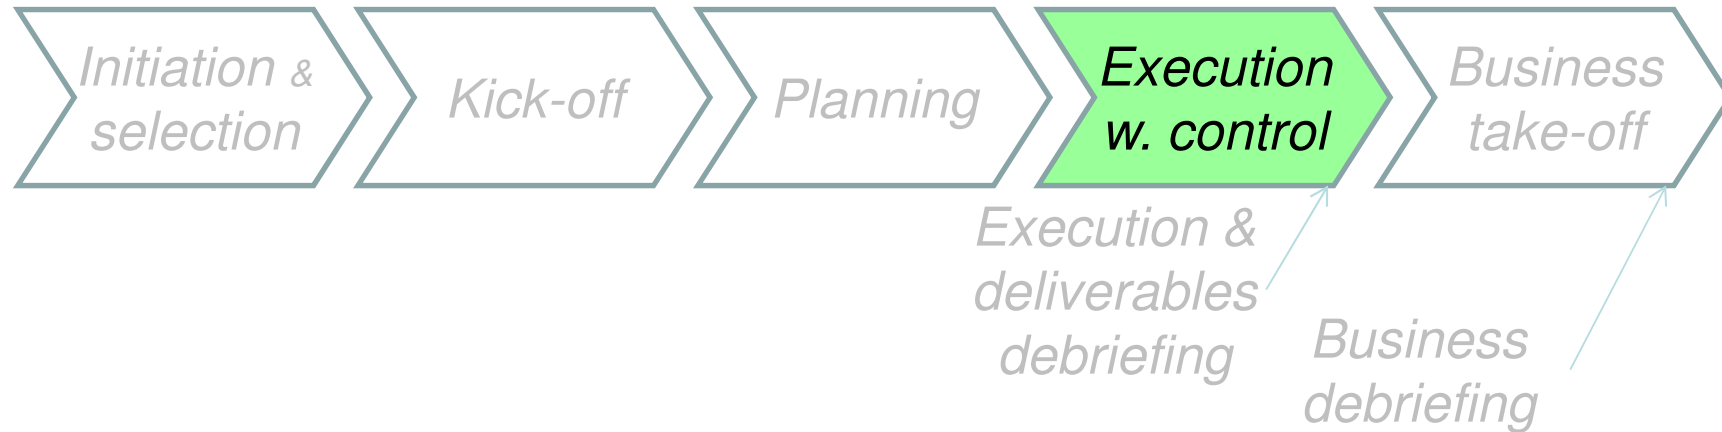 Initiation &
selection
Kick-off
Planning
Execution
w. control
Business
take-off
Execution &
deliverables
debriefing
Business
debriefing